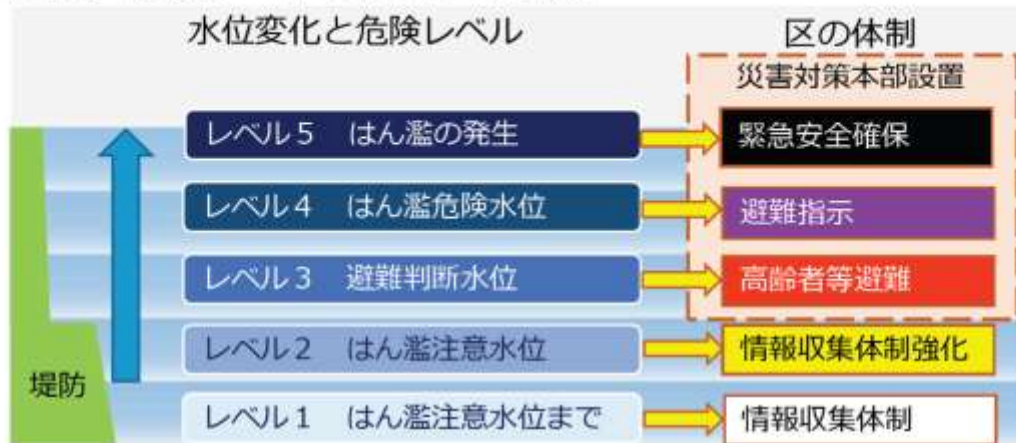 水位変化と危険レベル
区の体制
災害対策本部設置
レベル５　はん濫の発生
緊急安全確保
レベル４　はん濫危険水位
避難指示
レベル３　避難判断水位
高齢者等避難
レベル２　はん濫注意水位
情報収集体制強化
堤防
レベル１　はん濫注意水位まで
情報収集体制